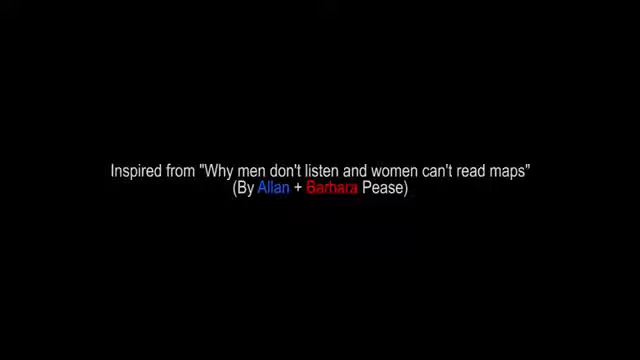 Inspired from "Why men don't listen and women can't read maps"
(By Allan + Barbara Pease)